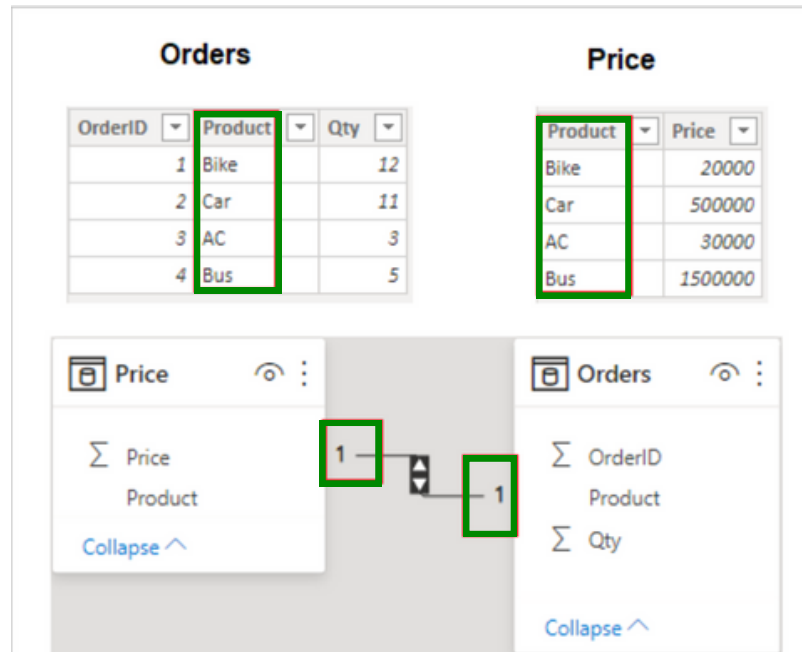 Orders
Price
OrderID Product Qty
1 Bike 12
2 Car 11
3 AC 3
4 Bus 5
Product Price
Bike 20000
Car 500000
AC 30000
Bus 1500000
Price
Σ Price
Product
Collapse
1
1
Orders
Σ OrderID
Product
Σ Qty
Collapse